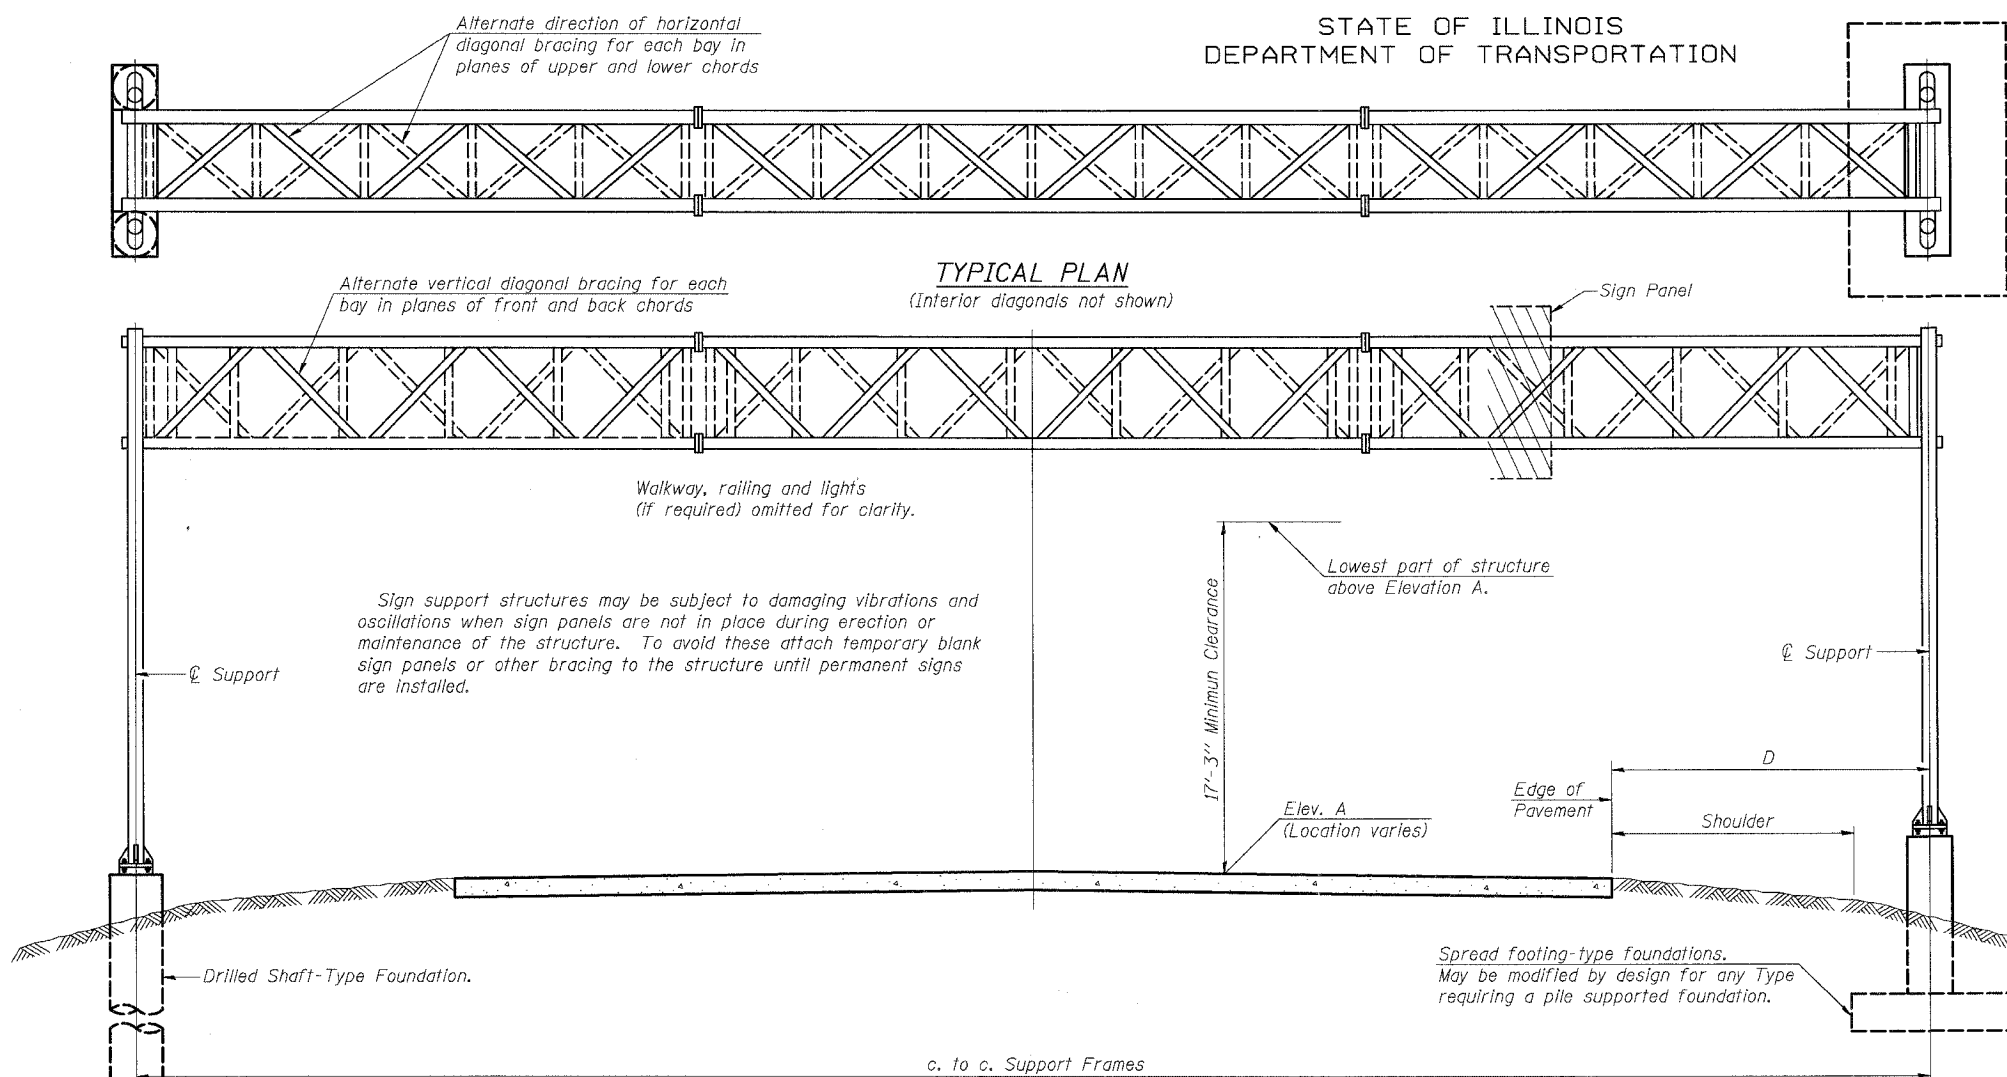 Alternate direction of horizontal
diagonal bracing for each bay in
planes of upper and lower chords
STATE OF ILLINOIS
DEPARTMENT OF TRANSPORTATION
TYPICAL PLAN
(Interior diagonals not shown)
Alternate vertical diagonal bracing for each
bay in planes of front and back chords
Sign Panel
Walkway, railing and lights
(if required) omitted for clarity.
Lowest part of structure
above Elevation A.
Sign support structures may be subject to damaging vibrations and
oscillations when sign panels are not in place during erection or
maintenance of the structure. To avoid these attach temporary blank
sign panels or other bracing to the structure until permanent signs
are installed.
17'-3" Minimun Clearance
℄ Support
℄ Support
D
Edge of
Pavement
Shoulder
Elev. A
(Location varies)
Drilled Shaft-Type Foundation.
Spread footing-type foundations.
May be modified by design for any Type
requiring a pile supported foundation.
c. to c. Support Frames